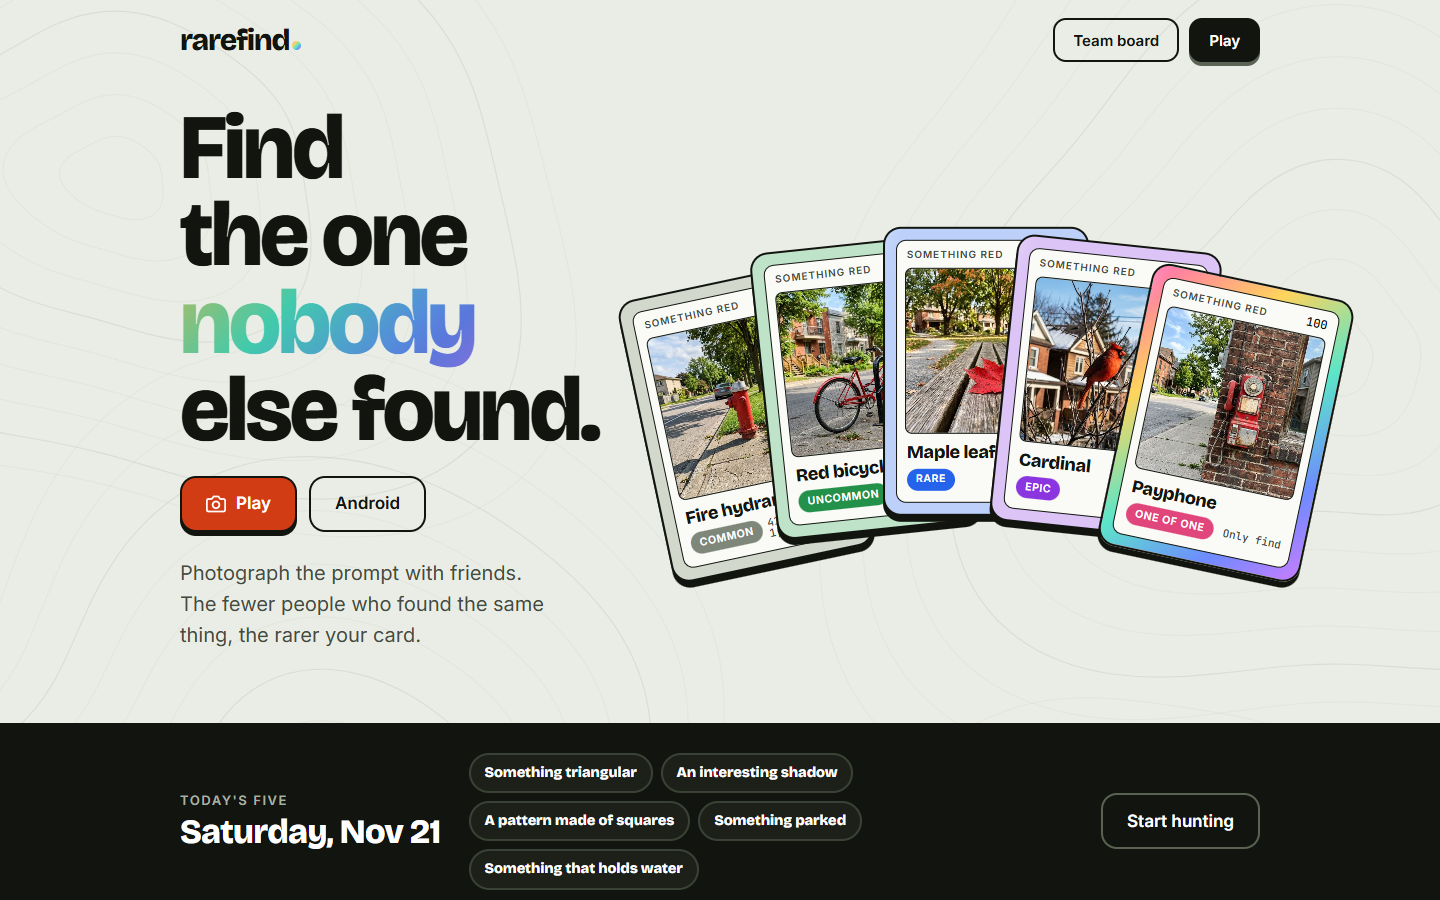 rarefind.
Team board
Play
Find
the one
nobody
else found.
Play
Android
Photograph the prompt with friends.
The fewer people who found the same
thing, the rarer your card.
SOMETHING RED
Fire
COMMON
SOMETHING RED
Red
UNCOMMON
SOMETHING RED
Maple leaf
RARE
SOMETHING RED
Cardinal
EPIC
SOMETHING RED
100
Payphone
ONE OF ONE
Only find
TODAY'S FIVE
Saturday, Nov 21
Something triangular
An interesting shadow
A pattern made of squares
Something parked
Something that holds water
Start hunting